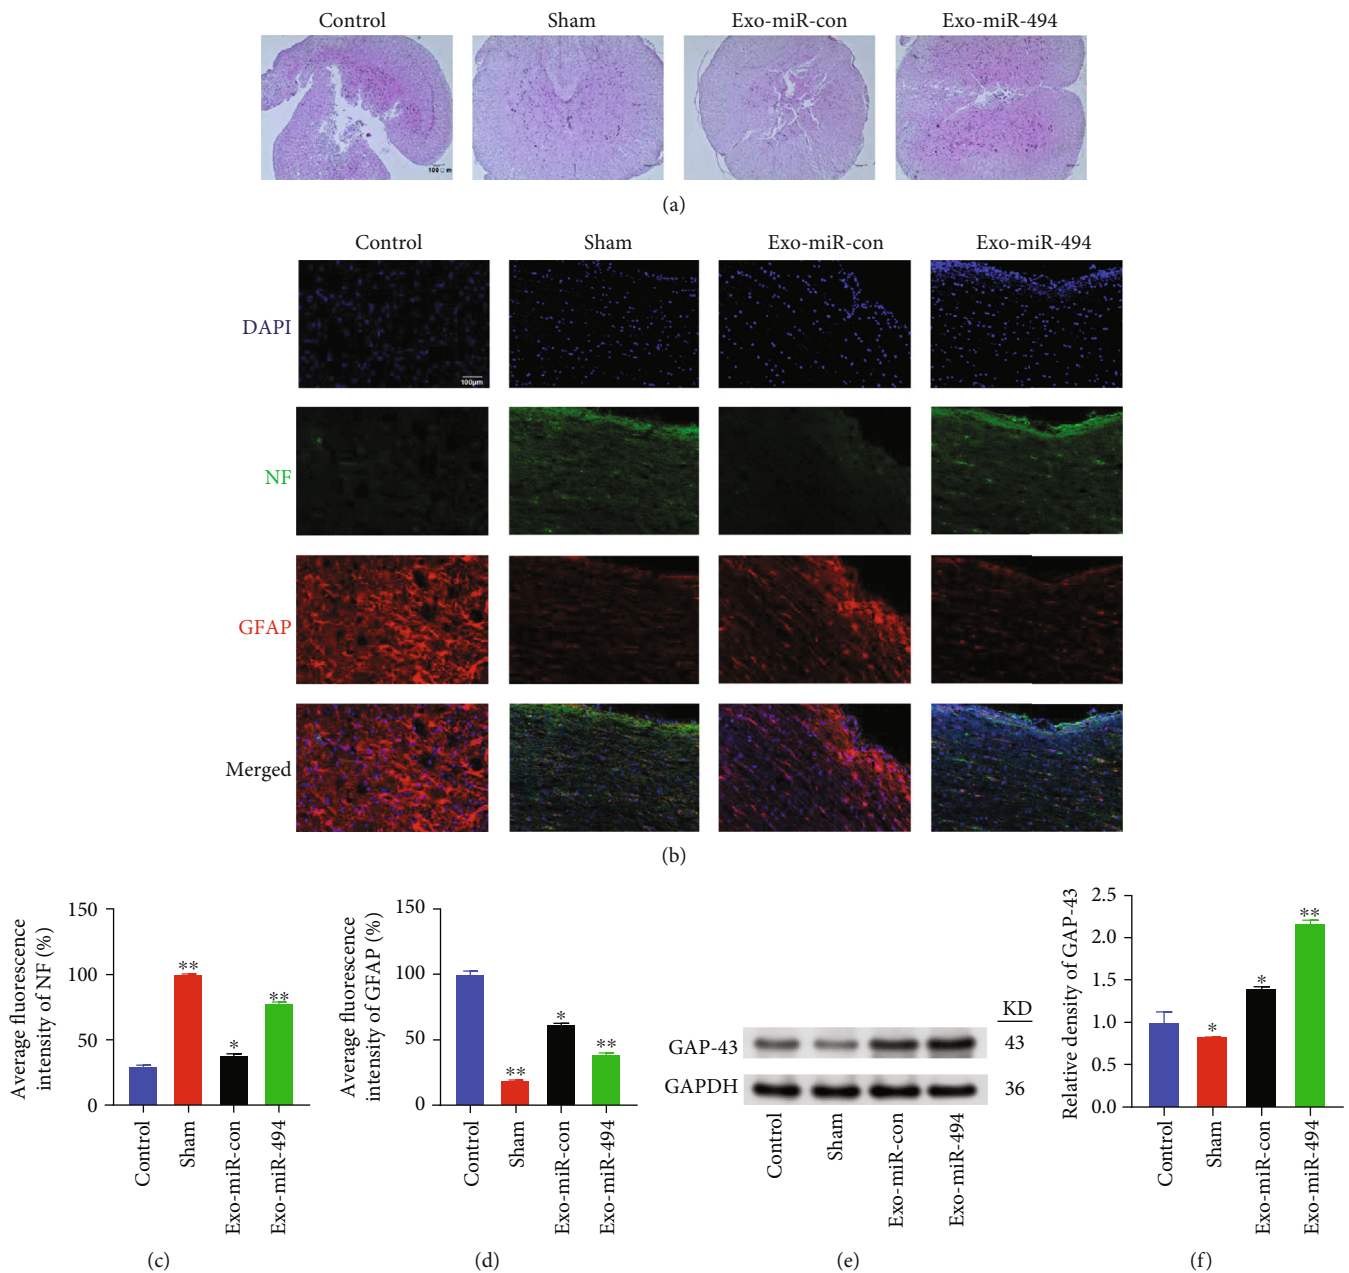 Control Sham Exo-miR-con Exo-miR-494
(a)
Control Sham Exo-miR-con Exo-miR-494
DAPI
100μm
NF
GFAP
Merged
(b)
Average fluorescence
intensity of NF (%)
150
100
50
0
**
*
**
Control
Sham
Exo-miR-con
Exo-miR-494
(c)
Average fluorescence
intensity of GFAP (%)
150
100
50
0
**
*
**
Control
Sham
Exo-miR-con
Exo-miR-494
(d)
KD
GAP-43 43
GAPDH 36
Control
Sham
Exo-miR-con
Exo-miR-494
(e)
Relative density of GAP-43
2.5
2.0
1.5
1.0
0.5
0.0
*
*
**
Control
Sham
Exo-miR-con
Exo-miR-494
(f)